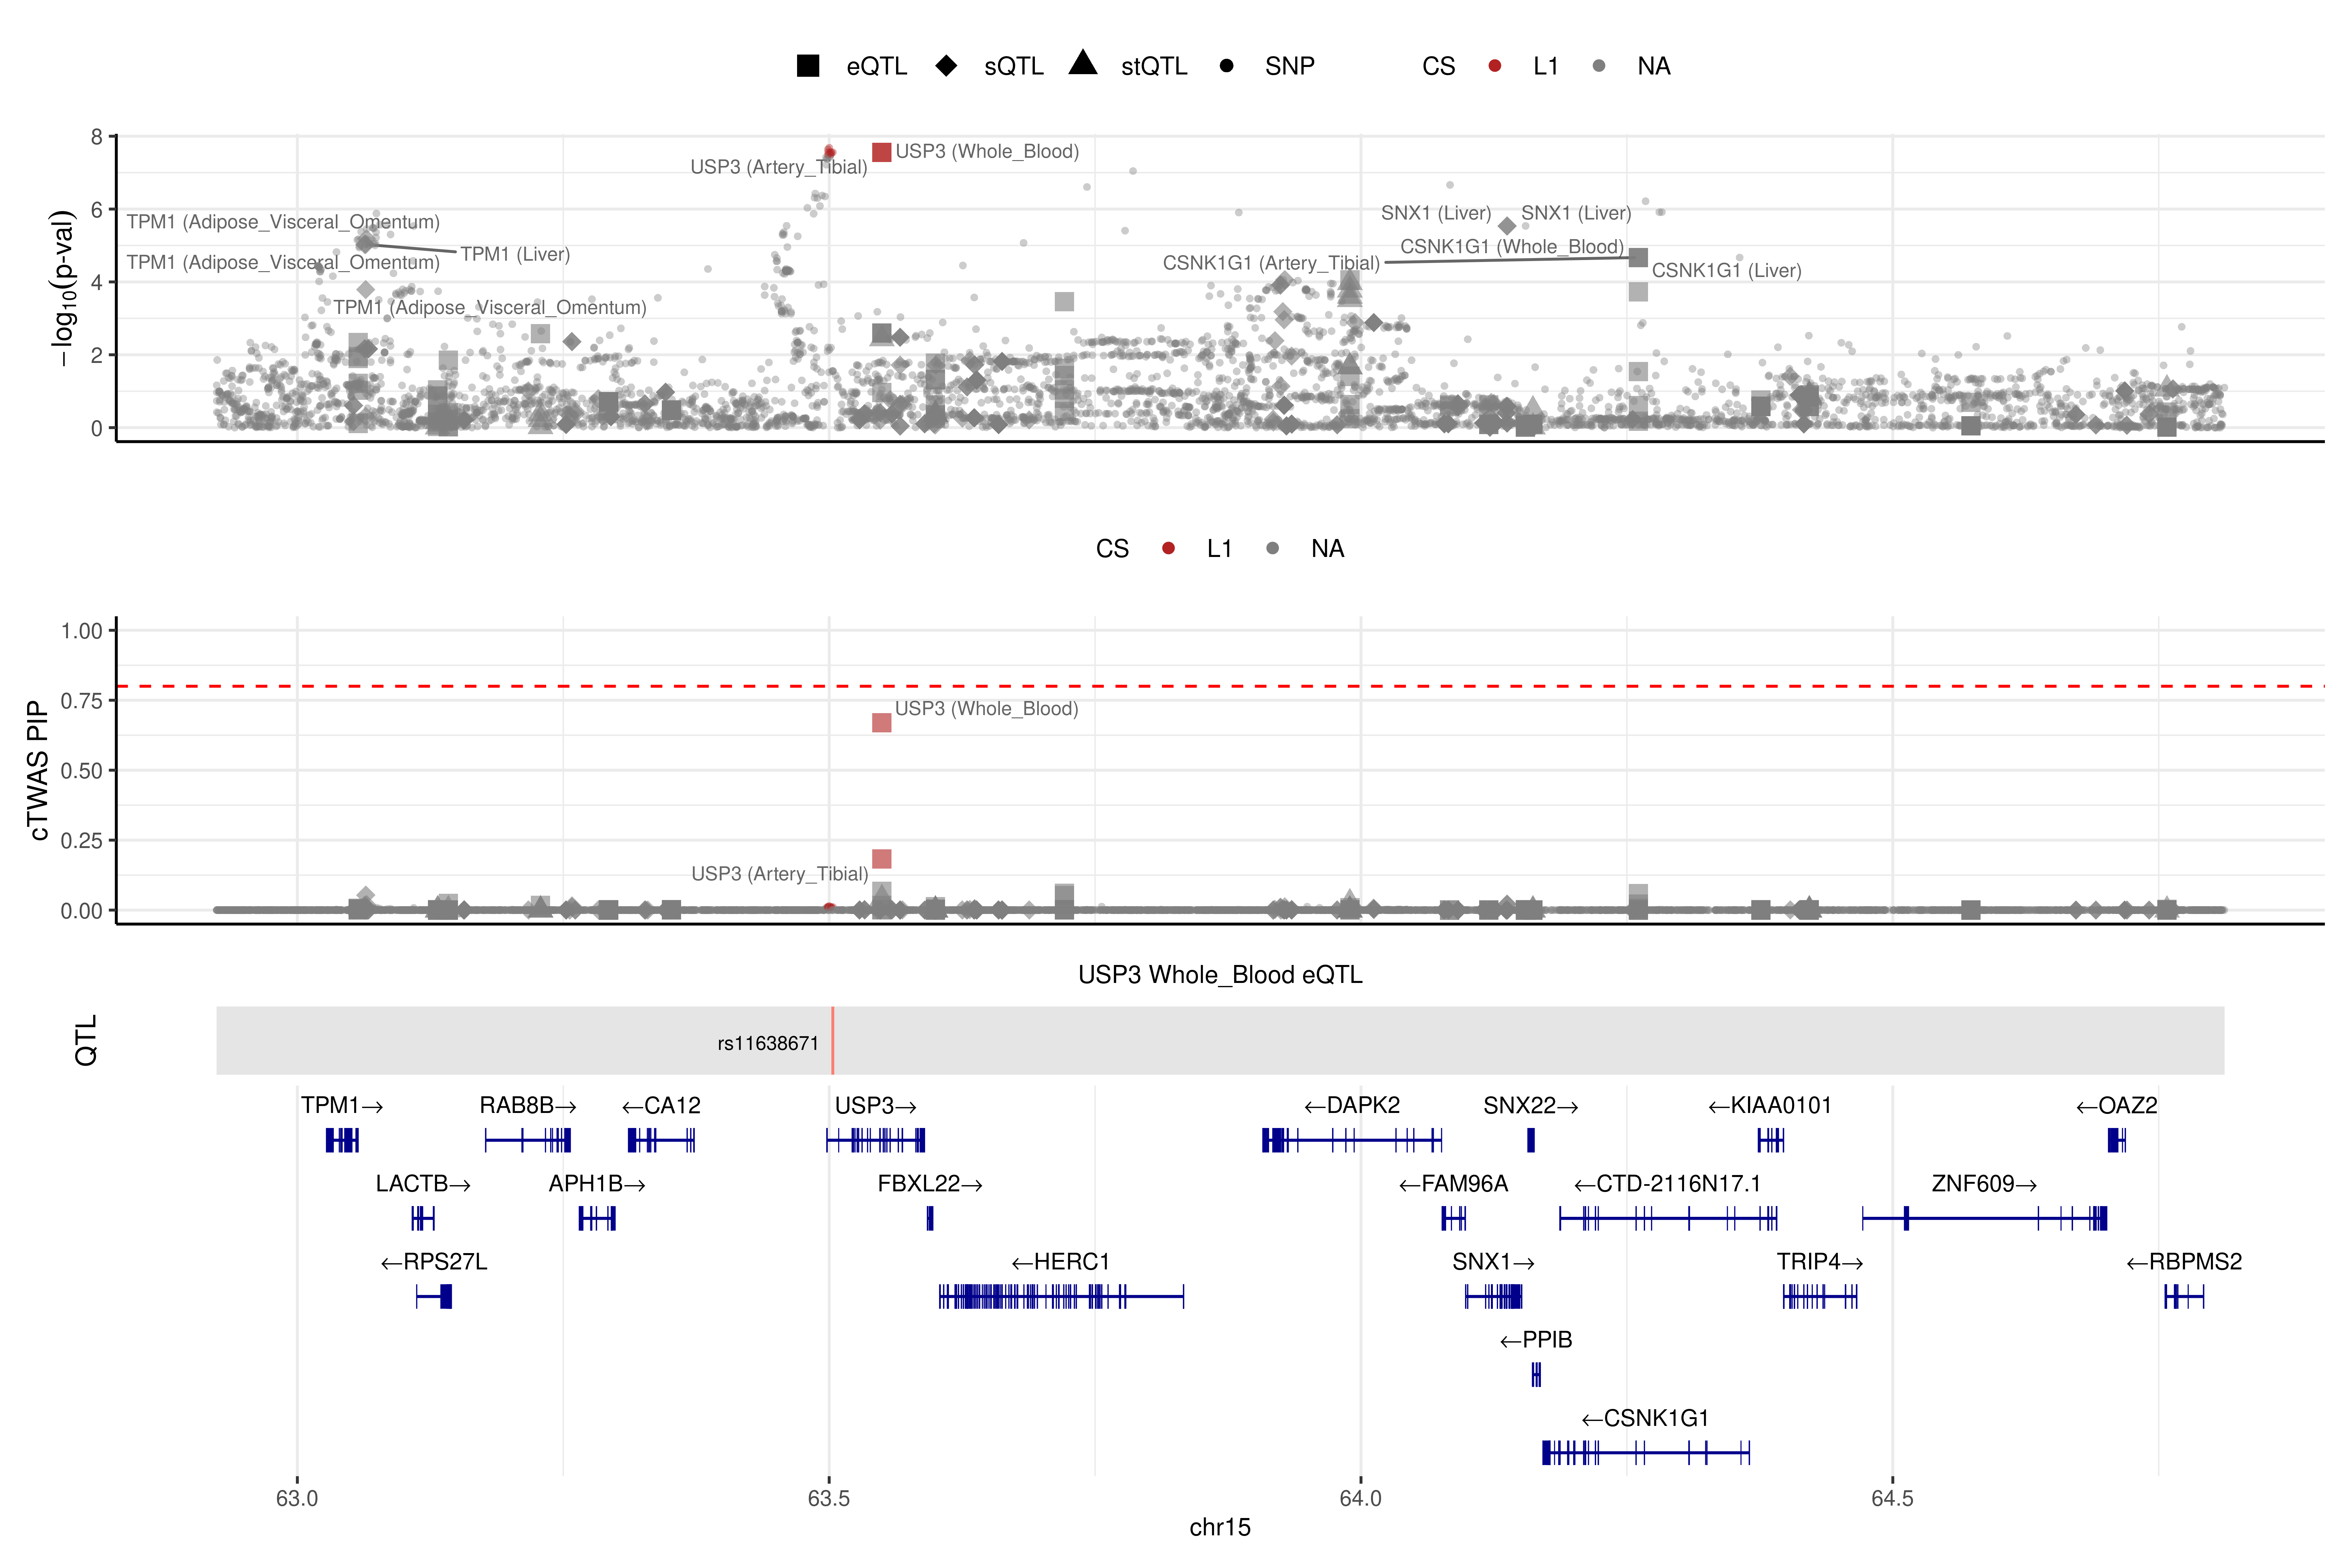 eQTL sQTL stQTL SNP CS L1 NA
8
6
4
2
0
−log10(p-val)
USP3 (Whole_Blood)
USP3 (Artery_Tibial)
TPM1 (Adipose_Visceral_Omentum)
SNX1 (Liver) SNX1 (Liver)
TPM1 (Liver)
CSNK1G1 (Whole_Blood)
TPM1 (Adipose_Visceral_Omentum)
CSNK1G1 (Artery_Tibial)
CSNK1G1 (Liver)
TPM1 (Adipose_Visceral_Omentum)
CS L1 NA
1.00
0.75
0.50
0.25
0.00
cTWAS PIP
USP3 (Whole_Blood)
USP3 (Artery_Tibial)
USP3 Whole_Blood eQTL
QTL
rs11638671
TPM1→ RAB8B→ ←CA12 USP3→ ←DAPK2 SNX22→ ←KIAA0101 ←OAZ2
LACTB→ APH1B→ FBXL22→ ←FAM96A ←CTD-2116N17.1 ZNF609→
←RPS27L ←HERC1 SNX1→ TRIP4→ ←RBPMS2
←PPIB
←CSNK1G1
63.0 63.5 64.0 64.5
chr15